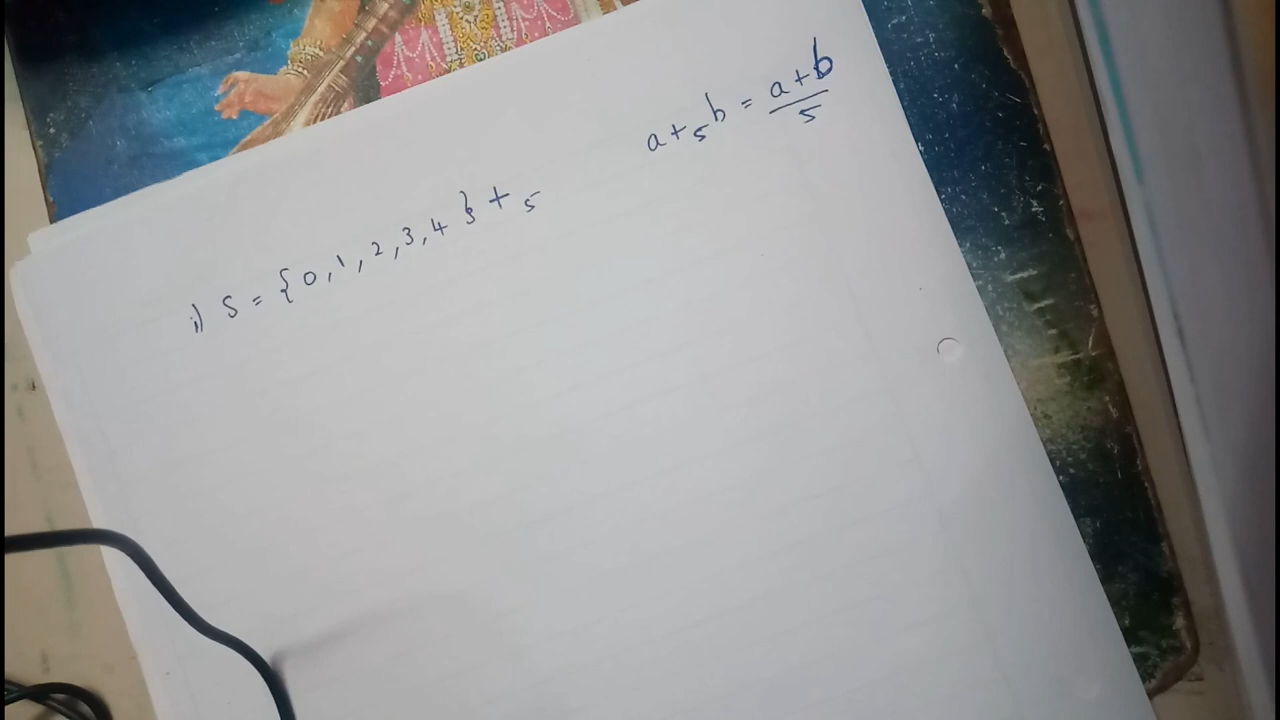 a +₅ b = a+b/5
i) S = {0, 1, 2, 3, 4} +₅